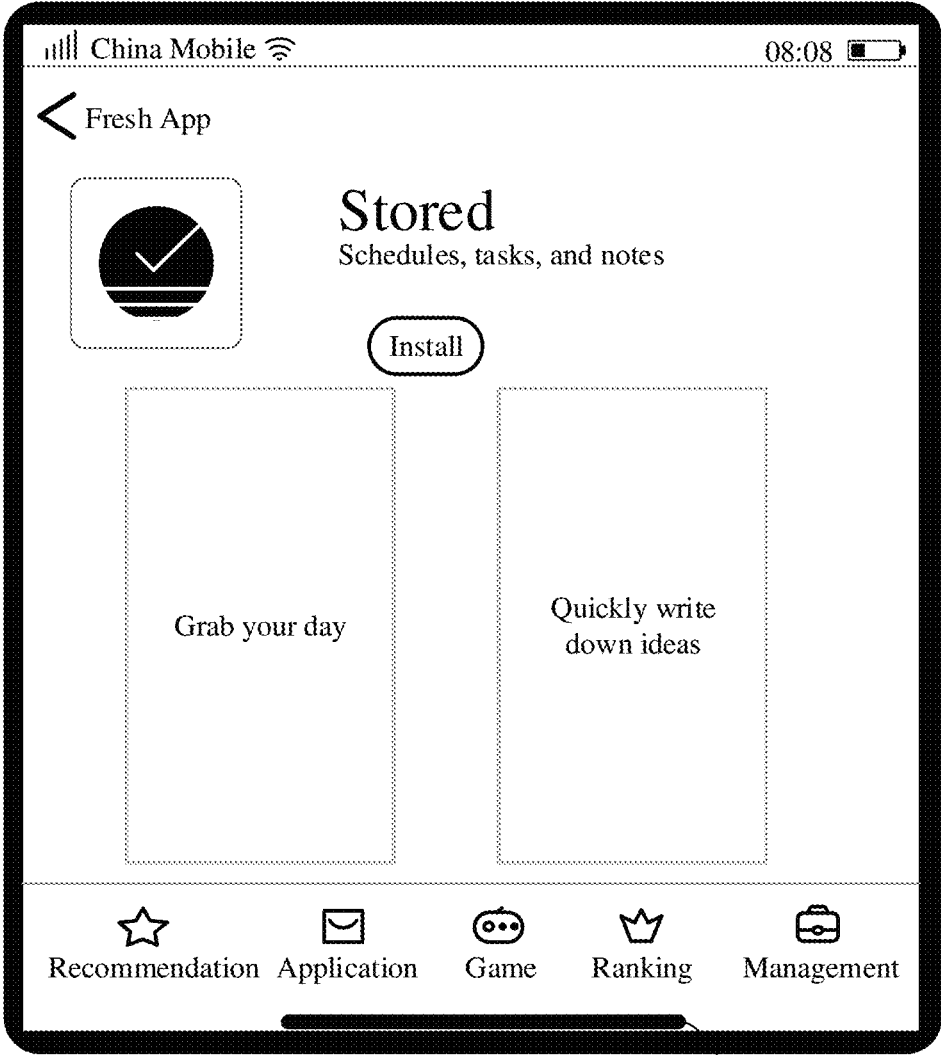 China Mobile 08:08
Fresh App
Stored
Schedules, tasks, and notes
Install
Grab your day
Quickly write
down ideas
Recommendation Application Game Ranking Management